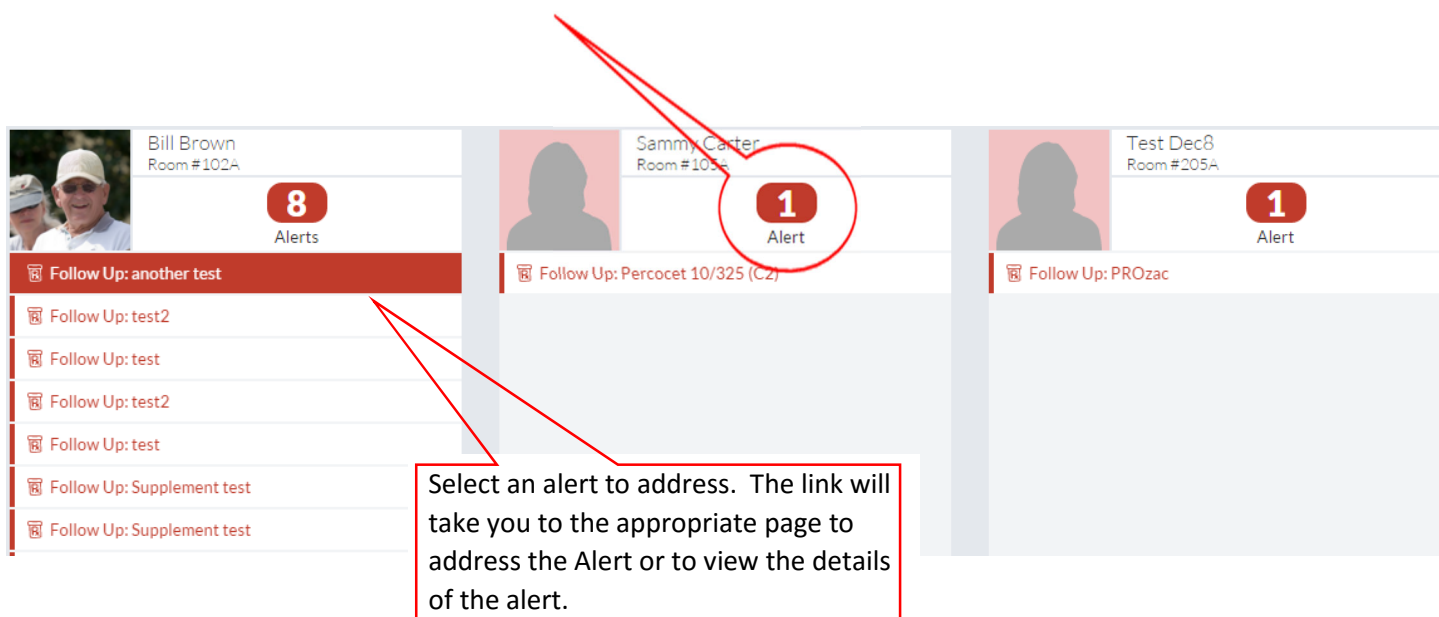 Bill Brown
Room #102A
8
Alerts
Follow Up: another test
Follow Up: test2
Follow Up: test
Follow Up: test2
Follow Up: test
Follow Up: Supplement test
Follow Up: Supplement test
Sammy Carter
Room #105A
1
Alert
Follow Up: Percocet 10/325 (C2)
Test Dec8
Room #205A
1
Alert
Follow Up: PROzac
Select an alert to address.  The link will
take you to the appropriate page to
address the Alert or to view the details
of the alert.